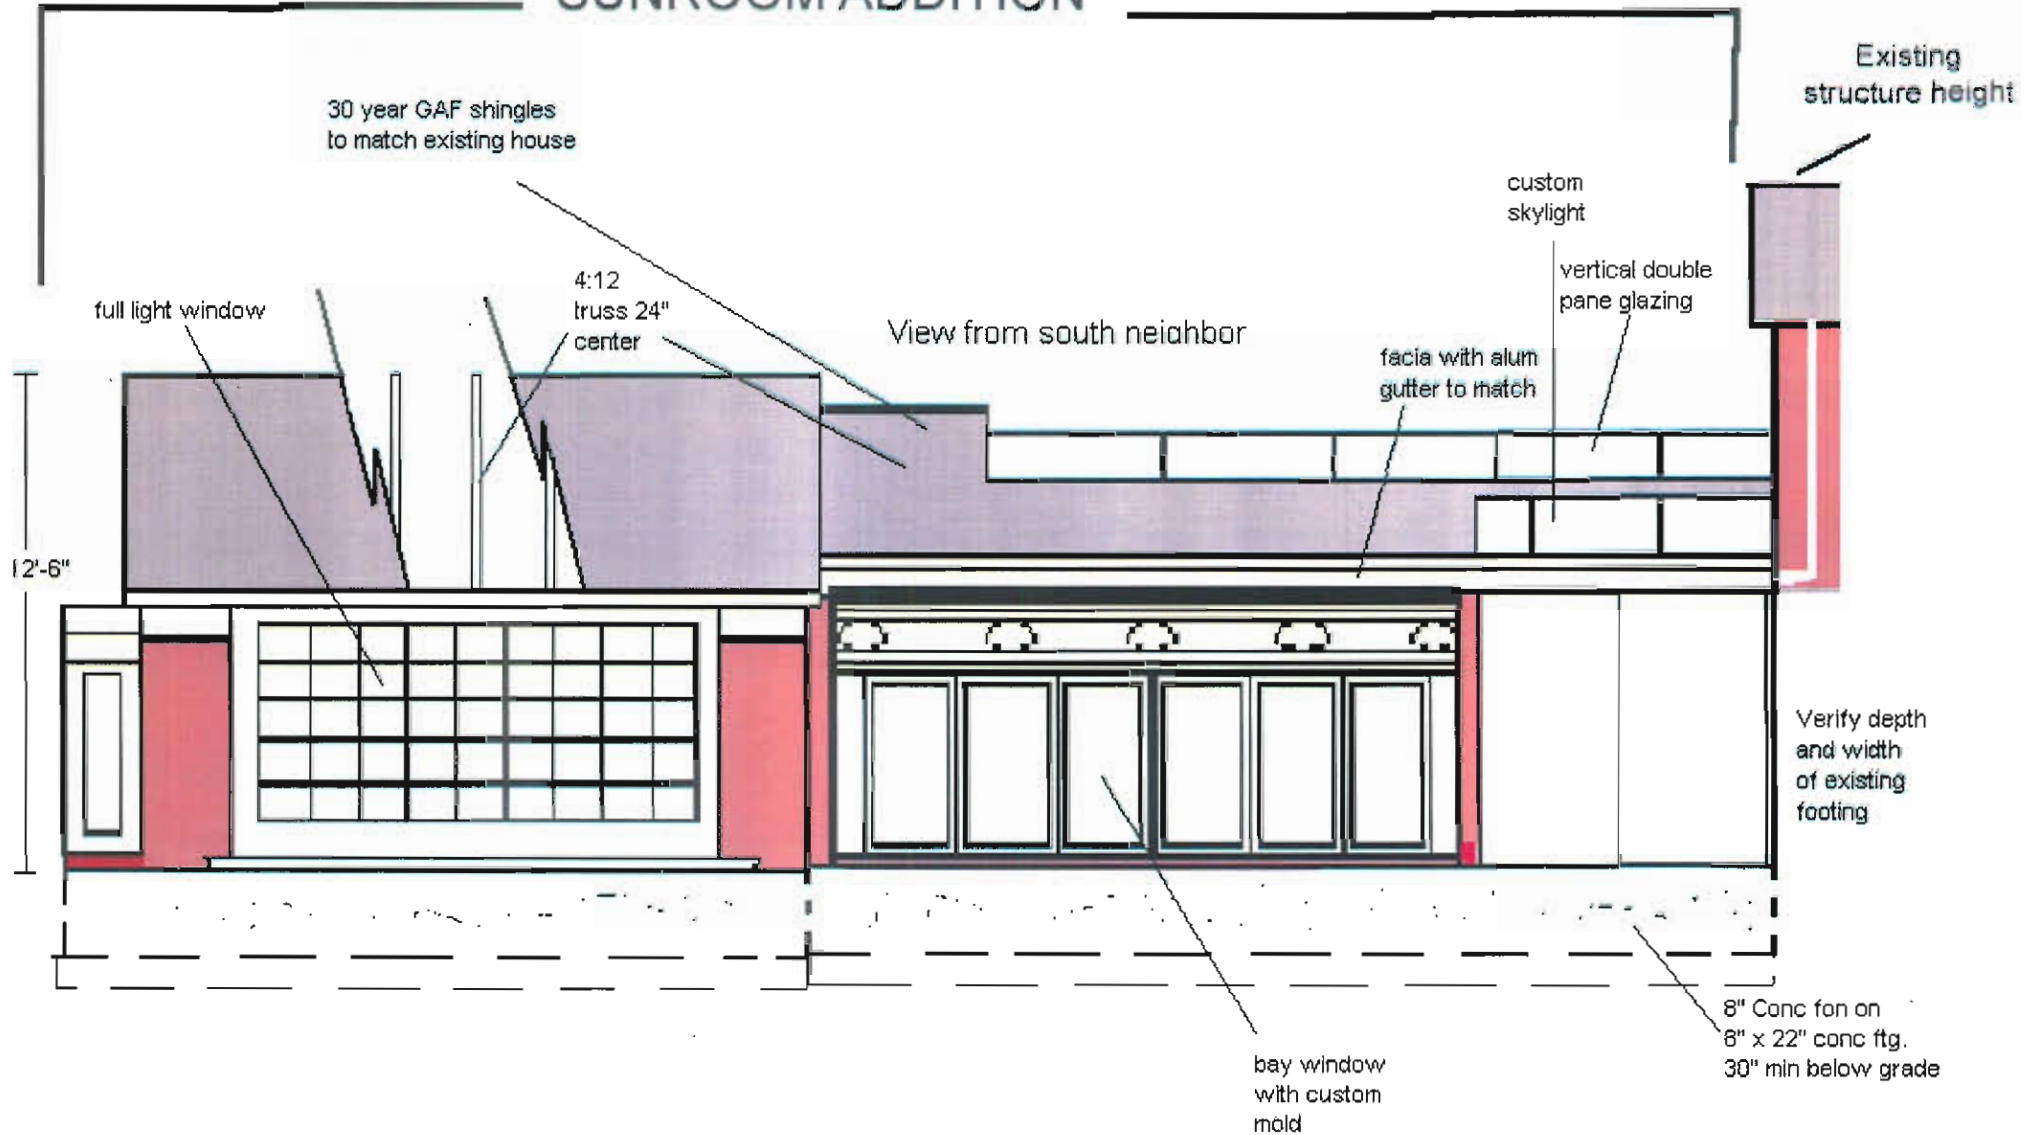 SUNROOM ADDITION
Existing
structure height
30 year GAF shingles
to match existing house
custom
skylight
vertical double
pane glazing
4:12
truss 24"
center
full light window
View from south neighbor
facia with alum
gutter to match
12'-6"
Verify depth
and width
of existing
footing
8" Conc fon on
8" x 22" conc ftg.
30" min below grade
bay window
with custom
mold